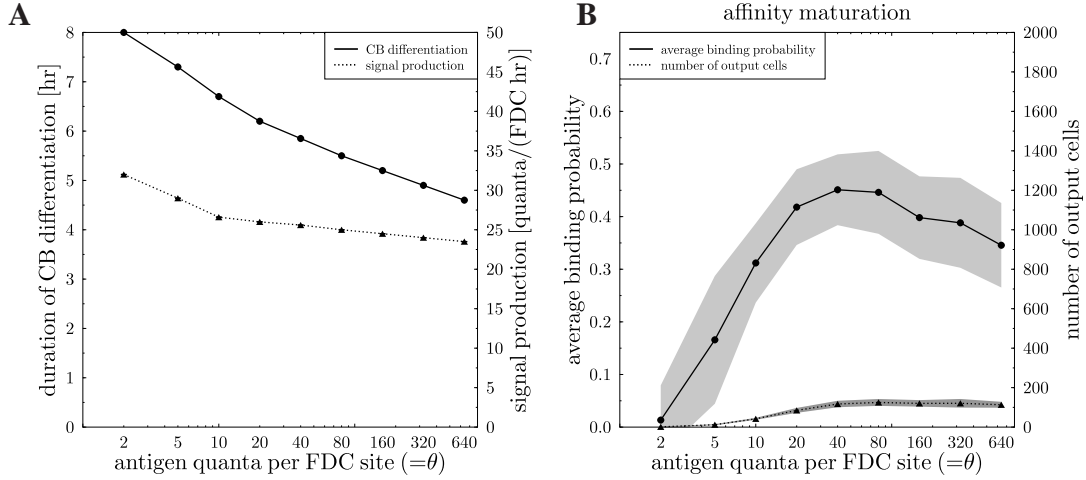 A
duration of CB differentiation [hr]
8
7
6
5
4
3
2
1
0
CB differentiation
signal production
50
45
40
35
30
25
20
15
10
5
0
signal production [quanta/(FDC hr)]
2 5 10 20 40 80 160 320 640
antigen quanta per FDC site (=θ)
B
affinity maturation
average binding probability
0.7
0.6
0.5
0.4
0.3
0.2
0.1
0.0
average binding probability
number of output cells
2000
1800
1600
1400
1200
1000
800
600
400
200
0
number of output cells
2 5 10 20 40 80 160 320 640
antigen quanta per FDC site (=θ)